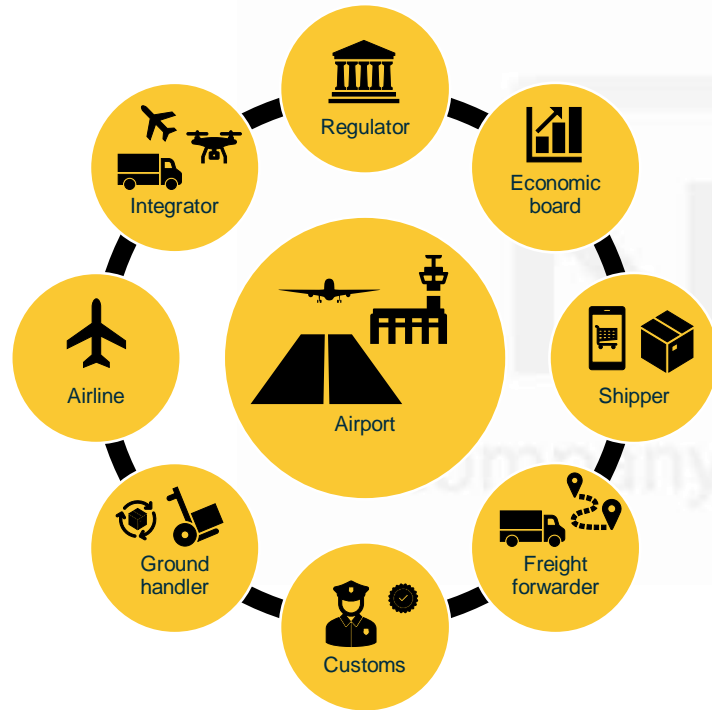 Regulator
Economic
board
Shipper
Freight
forwarder
Customs
Ground
handler
Airline
Integrator
Airport